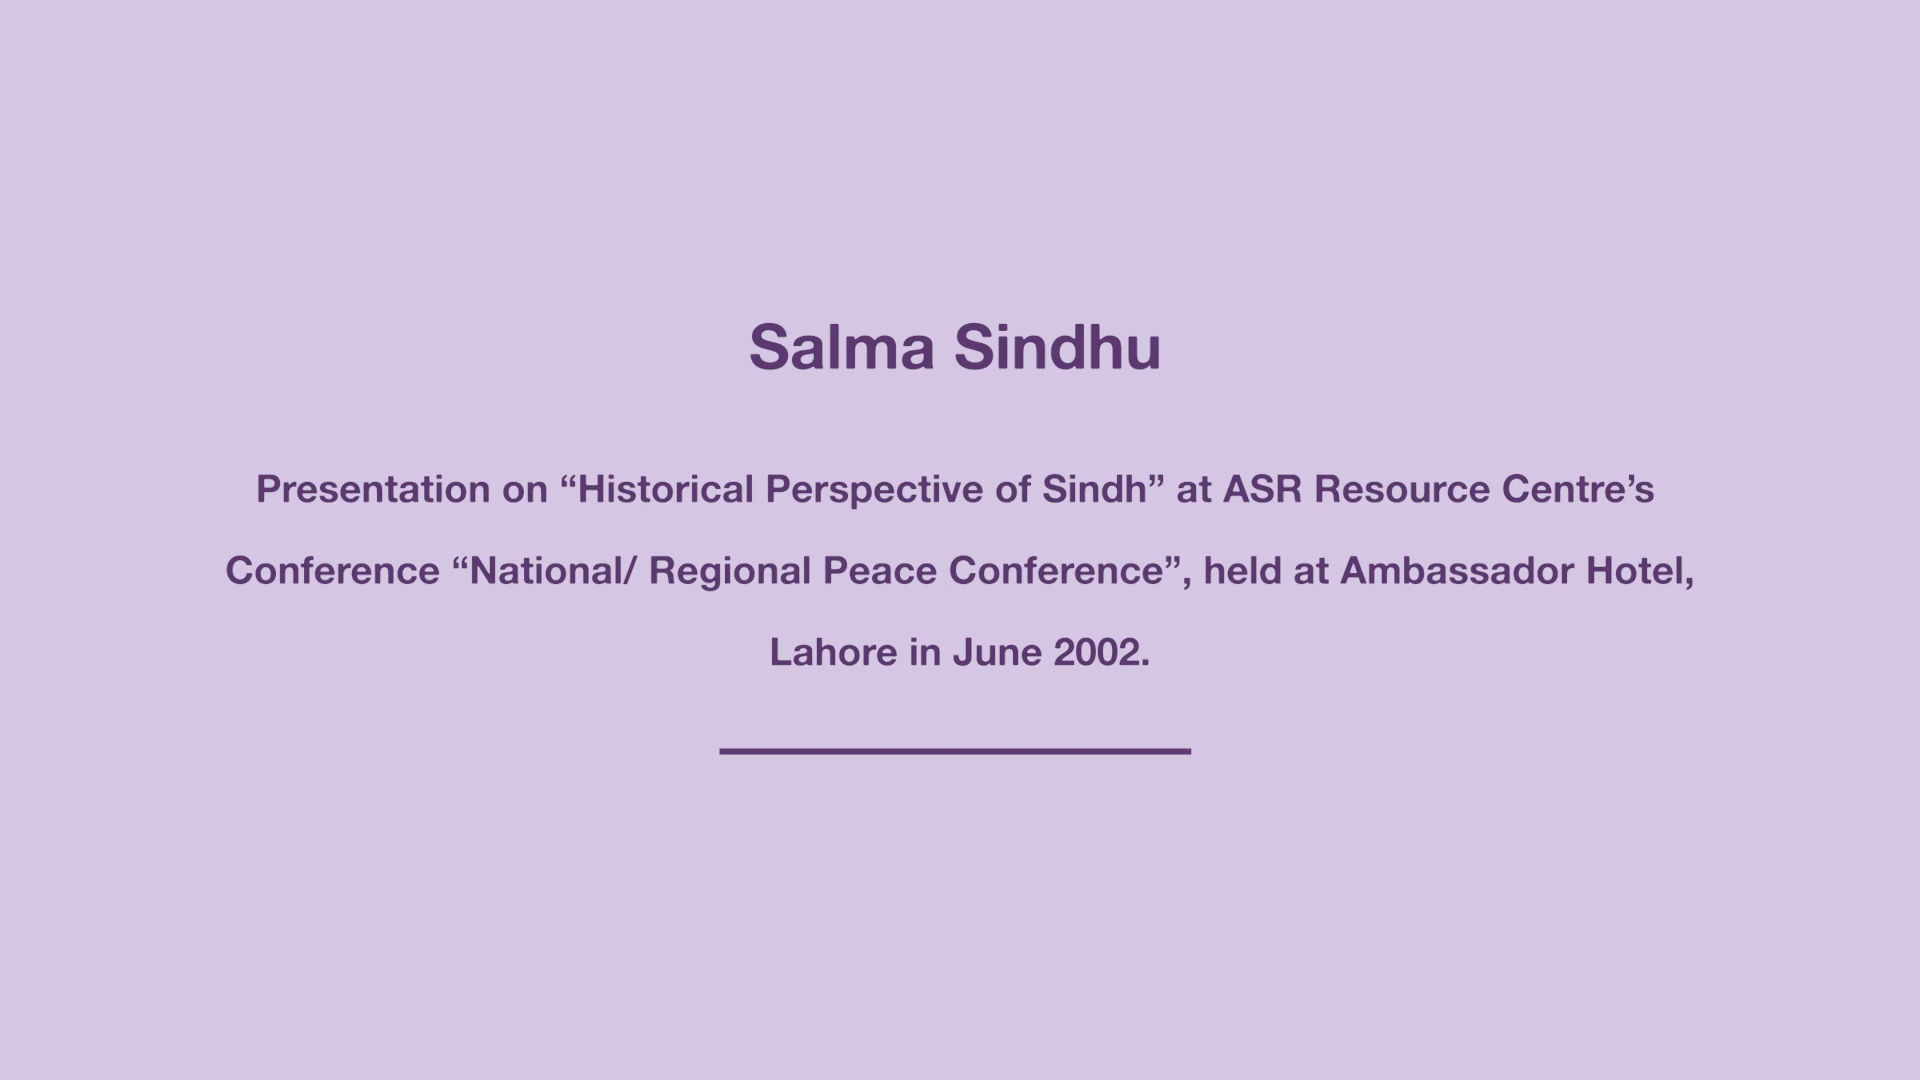 Salma Sindhu
Presentation on “Historical Perspective of Sindh” at ASR Resource Centre’s
Conference “National/ Regional Peace Conference”, held at Ambassador Hotel,
Lahore in June 2002.